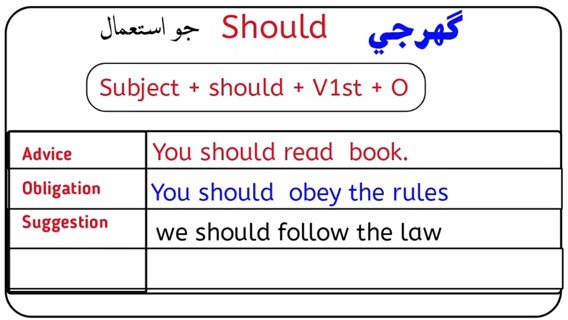 گهرجي Should جو استعمال
Subject + should + V1st + O
Advice You should read book.
Obligation You should obey the rules
Suggestion we should follow the law